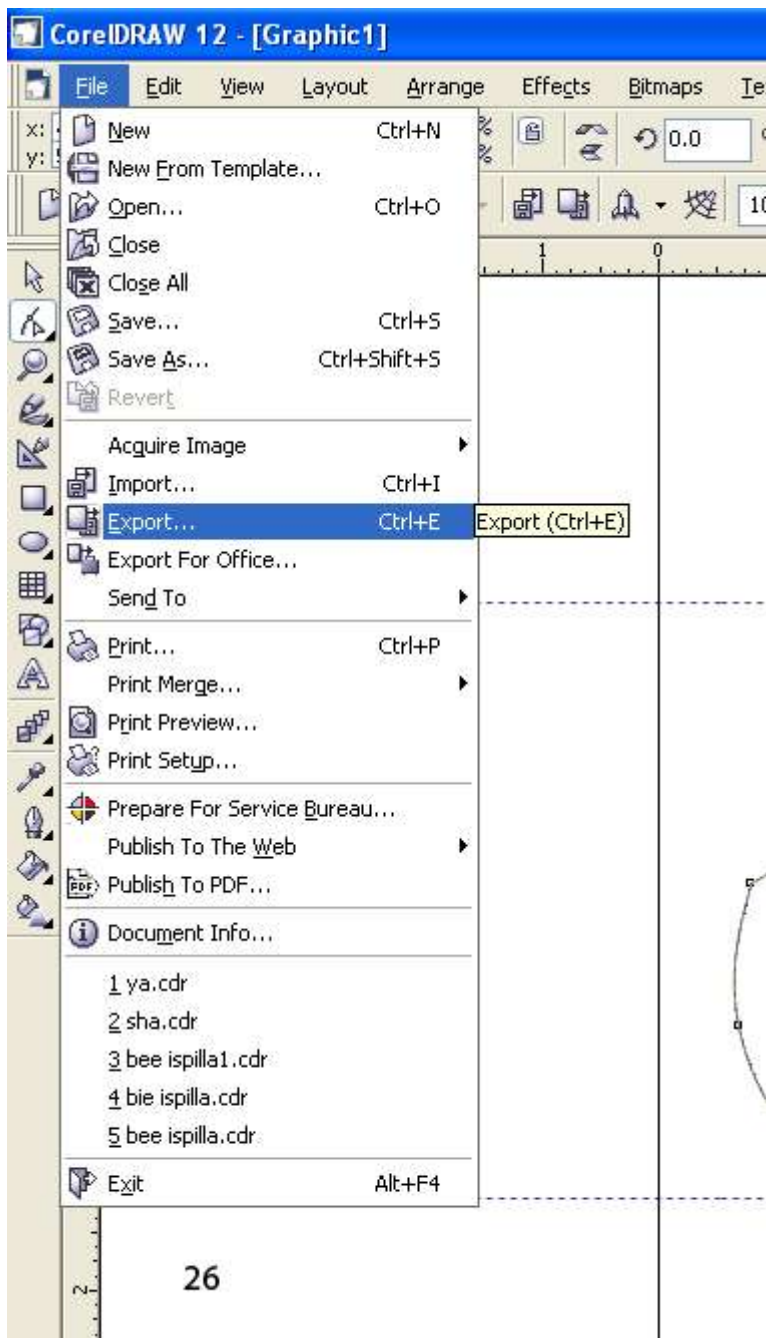 CorelDRAW 12 - [Graphic1]
File Edit View Layout Arrange Effects Bitmaps
x:
y:
% 
%
0.0
New Ctrl+N
New From Template...
Open... Ctrl+O
Close
Close All
Save... Ctrl+S
Save As... Ctrl+Shift+S
Revert
Acquire Image
Import... Ctrl+I
Export... Ctrl+E
Export (Ctrl+E)
Export For Office...
Send To
Print... Ctrl+P
Print Merge...
Print Preview...
Print Setup...
Prepare For Service Bureau...
Publish To The Web
Publish To PDF...
Document Info...
1 ya.cdr
2 sha.cdr
3 bee ispilla1.cdr
4 bie ispilla.cdr
5 bee ispilla.cdr
Exit Alt+F4
1 0
2
26